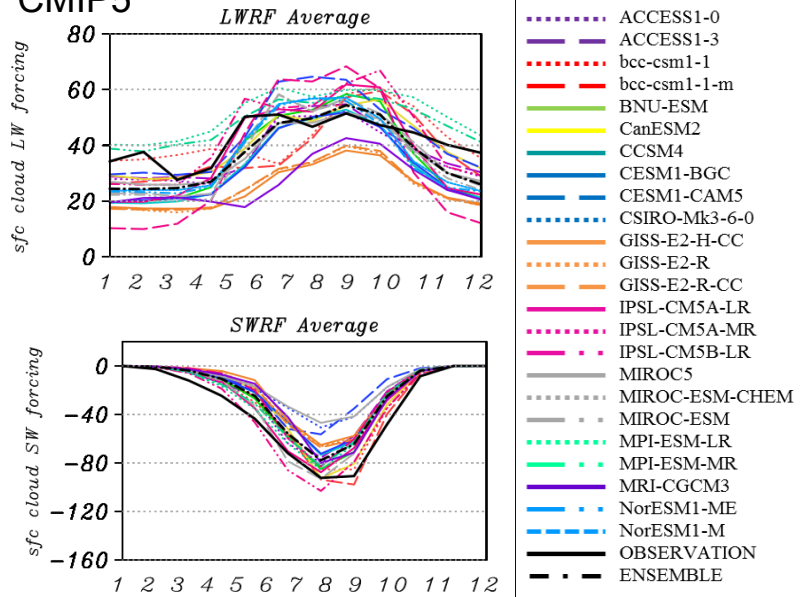 CMIP5
LWRF Average
sfc cloud LW forcing
80
60
40
20
0
1 2 3 4 5 6 7 8 9 10 11 12
SWRF Average
sfc cloud SW forcing
0
-40
-80
-120
-160
1 2 3 4 5 6 7 8 9 10 11 12
ACCESS1-0
ACCESS1-3
bcc-csm1-1
bcc-csm1-1-m
BNU-ESM
CanESM2
CCSM4
CESM1-BGC
CESM1-CAM5
CSIRO-Mk3-6-0
GISS-E2-H-CC
GISS-E2-R
GISS-E2-R-CC
IPSL-CM5A-LR
IPSL-CM5A-MR
IPSL-CM5B-LR
MIROC5
MIROC-ESM-CHEM
MIROC-ESM
MPI-ESM-LR
MPI-ESM-MR
MRI-CGCM3
NorESM1-ME
NorESM1-M
OBSERVATION
ENSEMBLE